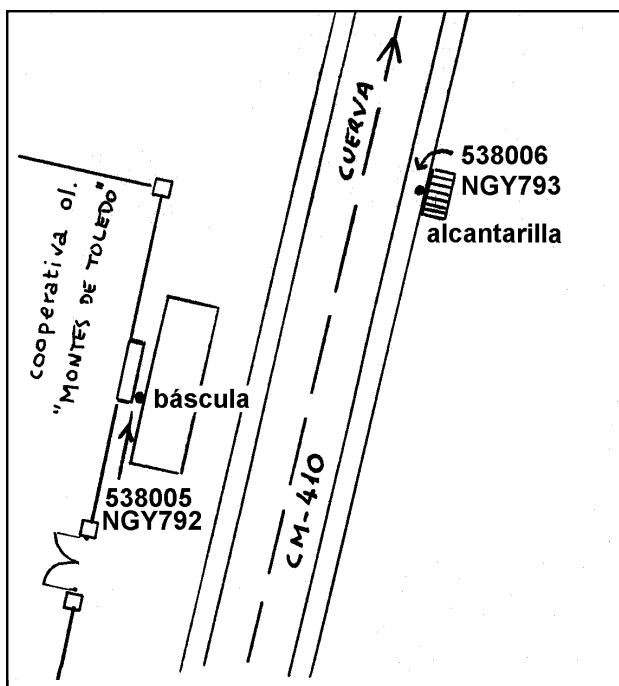 CUERVA
538006
NGY793
alcantarilla
cooperativa ol.
"MONTES DE TOLEDO"
báscula
538005
NGY792
CM-410